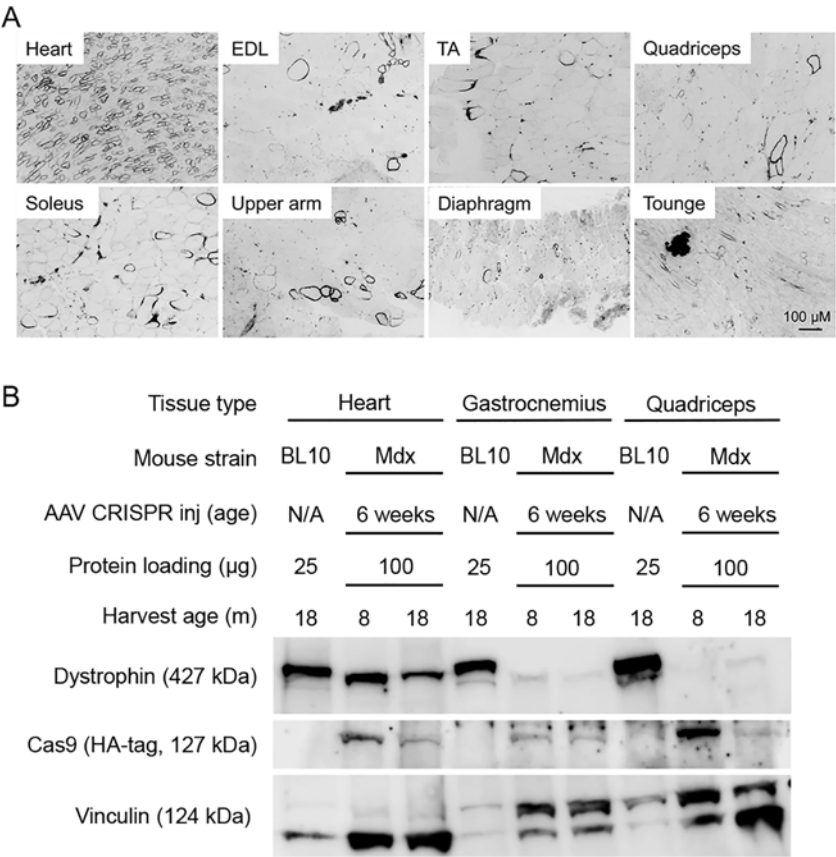 A
Heart EDL TA Quadriceps
Soleus Upper arm Diaphragm Tounge
100 μM
B
Tissue type Heart Gastrocnemius Quadriceps
Mouse strain BL10 Mdx BL10 Mdx BL10 Mdx
AAV CRISPR inj (age) N/A 6 weeks N/A 6 weeks N/A 6 weeks
Protein loading (μg) 25 100 25 100 25 100
Harvest age (m) 18 8 18 18 8 18 18 8 18
Dystrophin (427 kDa)
Cas9 (HA-tag, 127 kDa)
Vinculin (124 kDa)